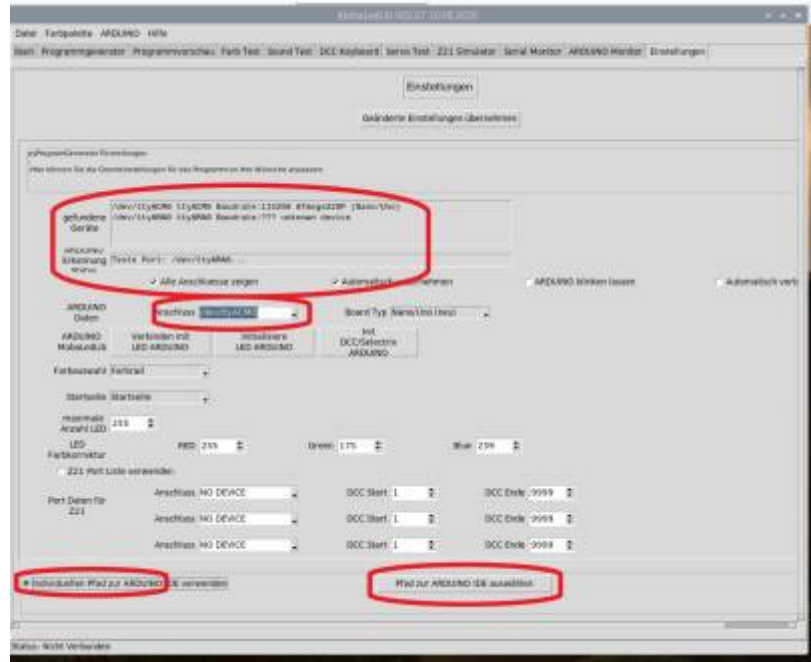 Datei Farbpalette ARDUINO Hilfe
Start Programmgenerator Programmvorschau Farb Test Sound Test DCC Keyboard Servo Test Z21 Simulator Serial Monitor ARDUINO Monitor Einstellungen
Einstellungen
Geänderte Einstellungen übernehmen
gefundene Geräte
/dev/ttyACM0 ttyACM0 Baudrate:115200 ATmega328P (Nano/Uno)
/dev/ttyAMA0 ttyAMA0 Baudrate:??? unknown device
Erkennung
Teste Port: /dev/ttyAMA0...
Alle Anschluesse zeigen
Automatisch
ARDUINO blinken lassen
Automatisch verb
ARDUINO Daten
Anschluss
Board Typ Nano/Uno (neu)
ARDUINO
Verbinden mit LED ARDUINO
Initialisiere LED ARDUINO
Init DCC/Selectrix ARDUINO
Farbauswahl Farbrad
Startseite Startseite
maximale Anzahl LED 255
LED Farbkorrektur
RED 255 Green 175 Blue 239
Z21 Port Liste verwenden
Port Daten für Z21
Anschluss NO DEVICE DCC Start 1 DCC Ende 9999
Anschluss NO DEVICE DCC Start 1 DCC Ende 9999
Anschluss NO DEVICE DCC Start 1 DCC Ende 9999
Individuellen Pfad zur ARDUINO IDE verwenden
Pfad zur ARDUINO IDE auswählen
Status: Nicht Verbunden